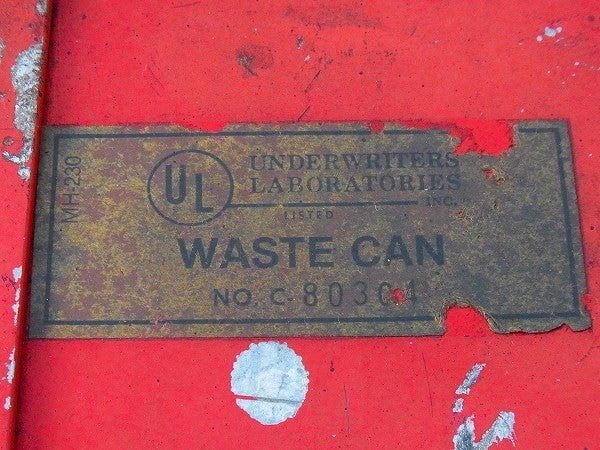 MH-230
UL
UNDERWRITERS
LABORATORIES
INC.
LISTED
WASTE CAN
NO. C-80304